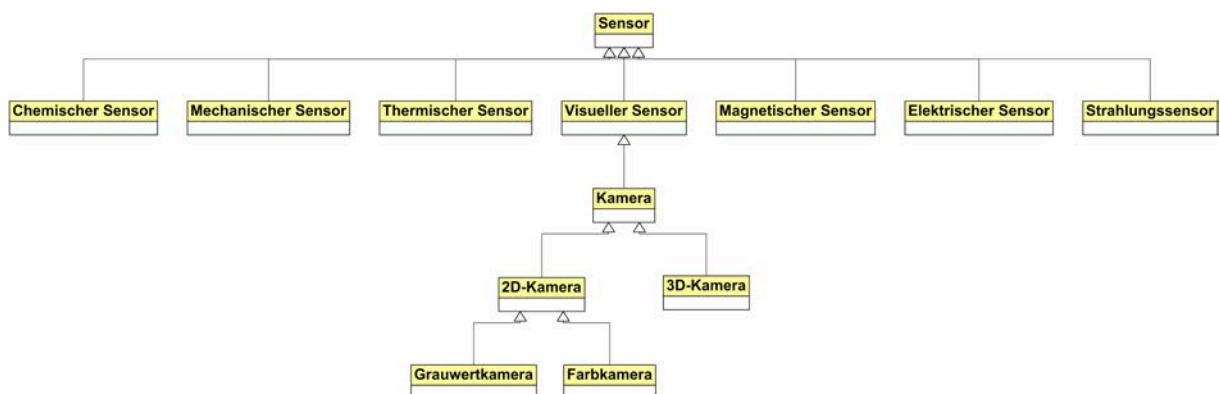 Sensor
Chemischer Sensor
Mechanischer Sensor
Thermischer Sensor
Visueller Sensor
Magnetischer Sensor
Elektrischer Sensor
Strahlungssensor
Kamera
2D-Kamera
3D-Kamera
Grauwertkamera
Farbkamera